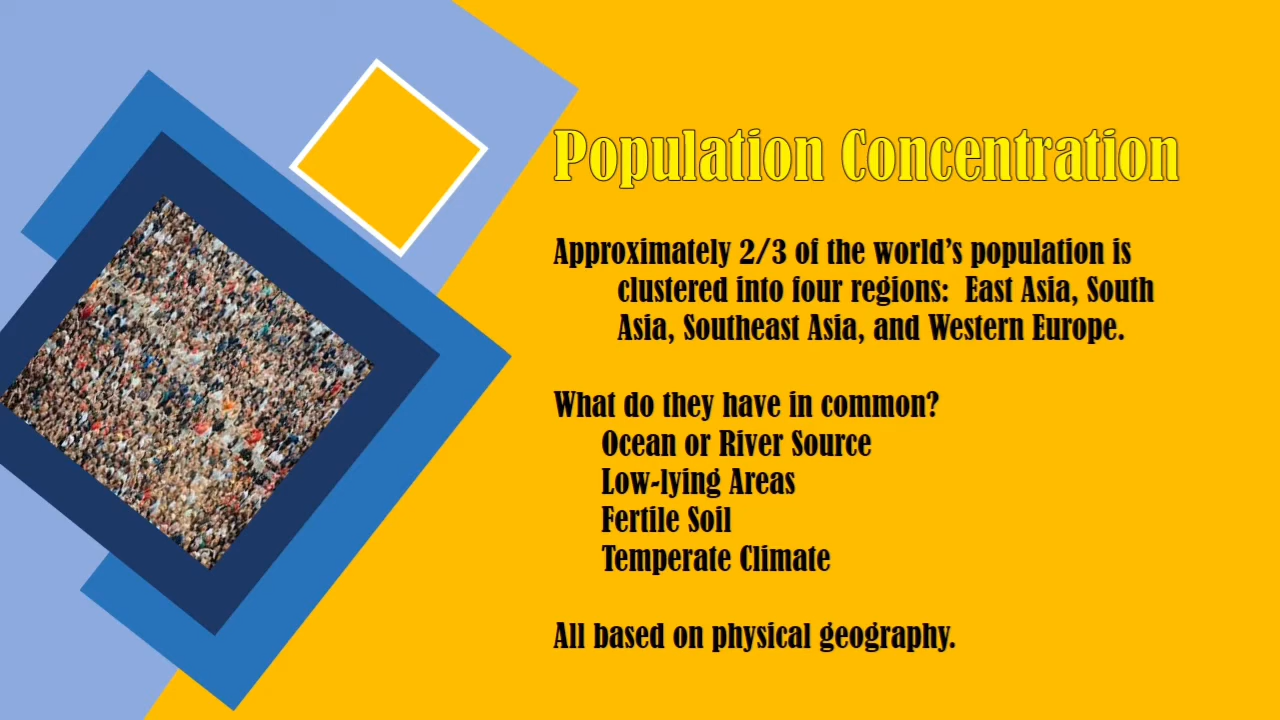 Population Concentration
Approximately 2/3 of the world’s population is
clustered into four regions:  East Asia, South
Asia, Southeast Asia, and Western Europe.
What do they have in common?
Ocean or River Source
Low-lying Areas
Fertile Soil
Temperate Climate
All based on physical geography.